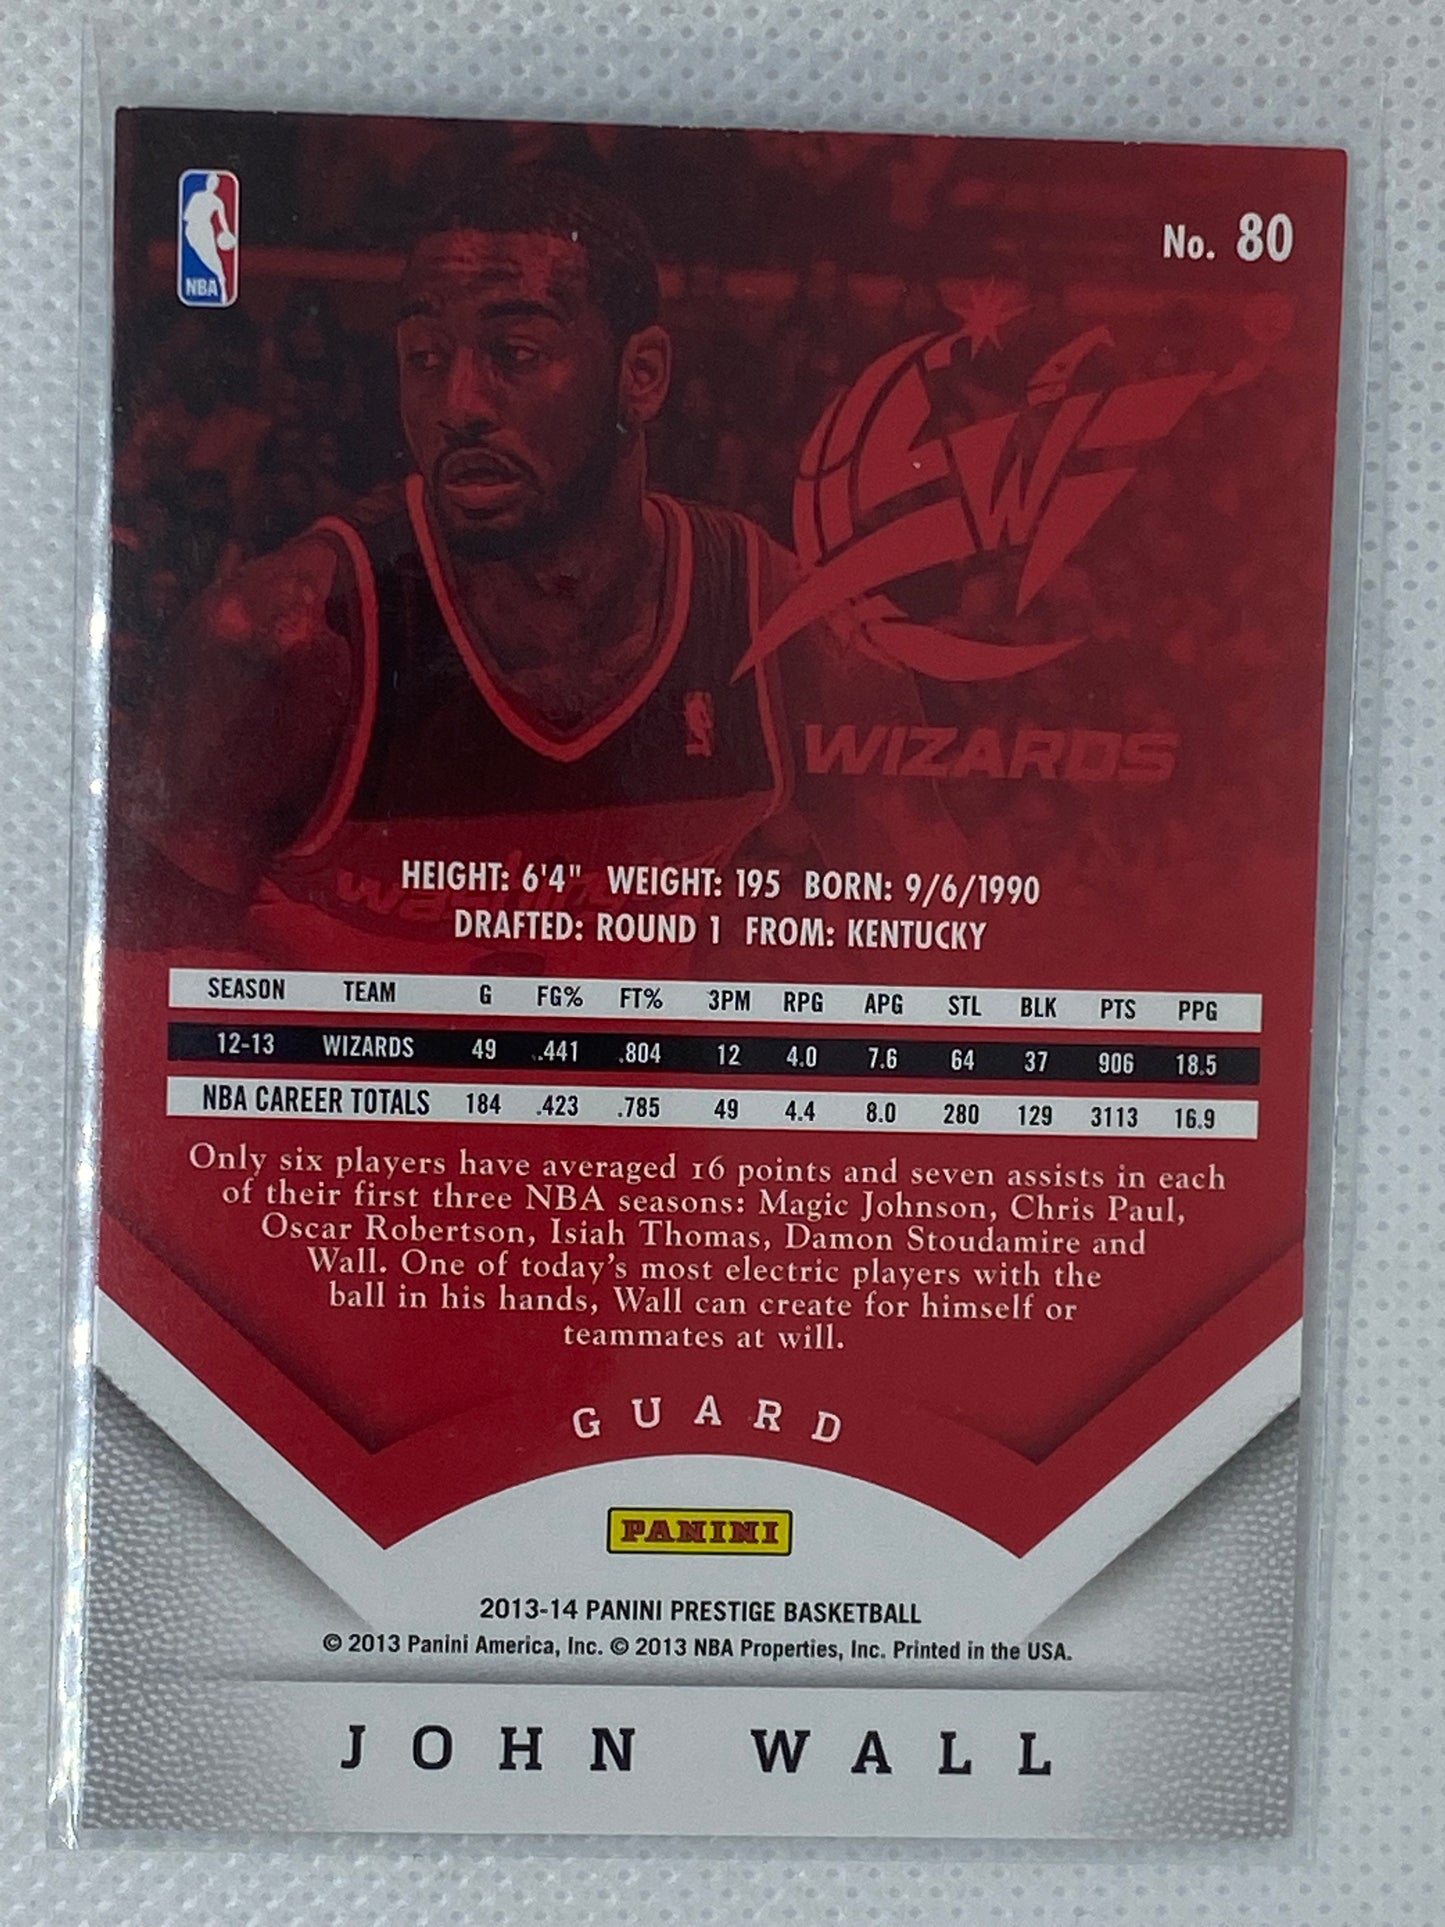 NBA
No. 80
WIZARDS
HEIGHT: 6'4" WEIGHT: 195 BORN: 9/6/1990
DRAFTED: ROUND 1 FROM: KENTUCKY
SEASON TEAM G FG% FT% 3PM RPG APG STL BLK PTS PPG
12-13 WIZARDS 49 .441 .804 12 4.0 7.6 64 37 906 18.5
NBA CAREER TOTALS 184 .423 .785 49 4.4 8.0 280 129 3113 16.9
Only six players have averaged 16 points and seven assists in each
of their first three NBA seasons: Magic Johnson, Chris Paul,
Oscar Robertson, Isiah Thomas, Damon Stoudamire and
Wall. One of today's most electric players with the
ball in his hands, Wall can create for himself or
teammates at will.
GUARD
PANINI
2013-14 PANINI PRESTIGE BASKETBALL
© 2013 Panini America, Inc. © 2013 NBA Properties, Inc. Printed in the USA.
JOHN WALL